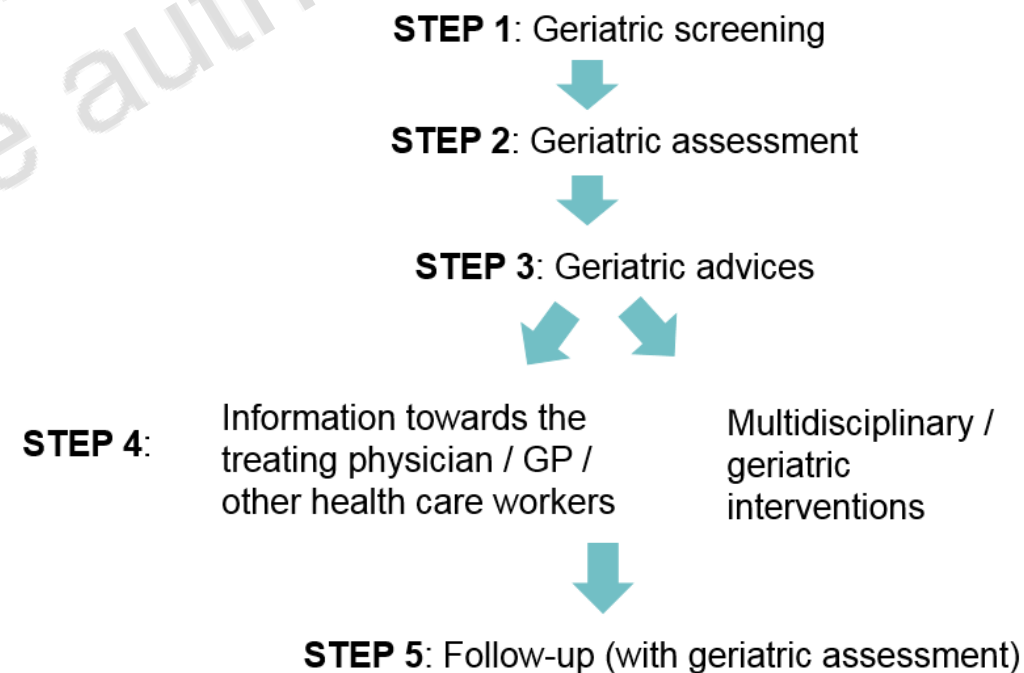 STEP 1: Geriatric screening
STEP 2: Geriatric assessment
STEP 3: Geriatric advices
STEP 4:
Information towards the
treating physician / GP /
other health care workers
Multidisciplinary /
geriatric
interventions
STEP 5: Follow-up (with geriatric assessment)